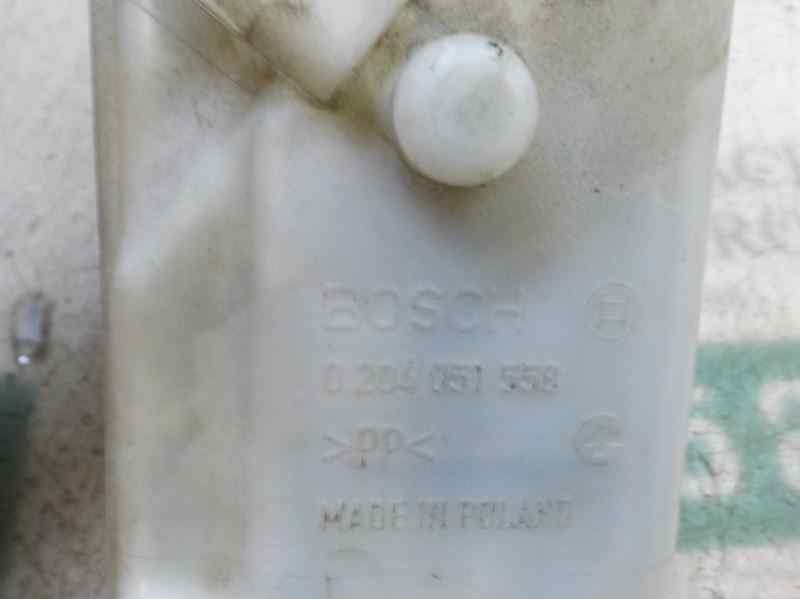 BOSCH
0 204 051 558
>PP<
MADE IN POLAND